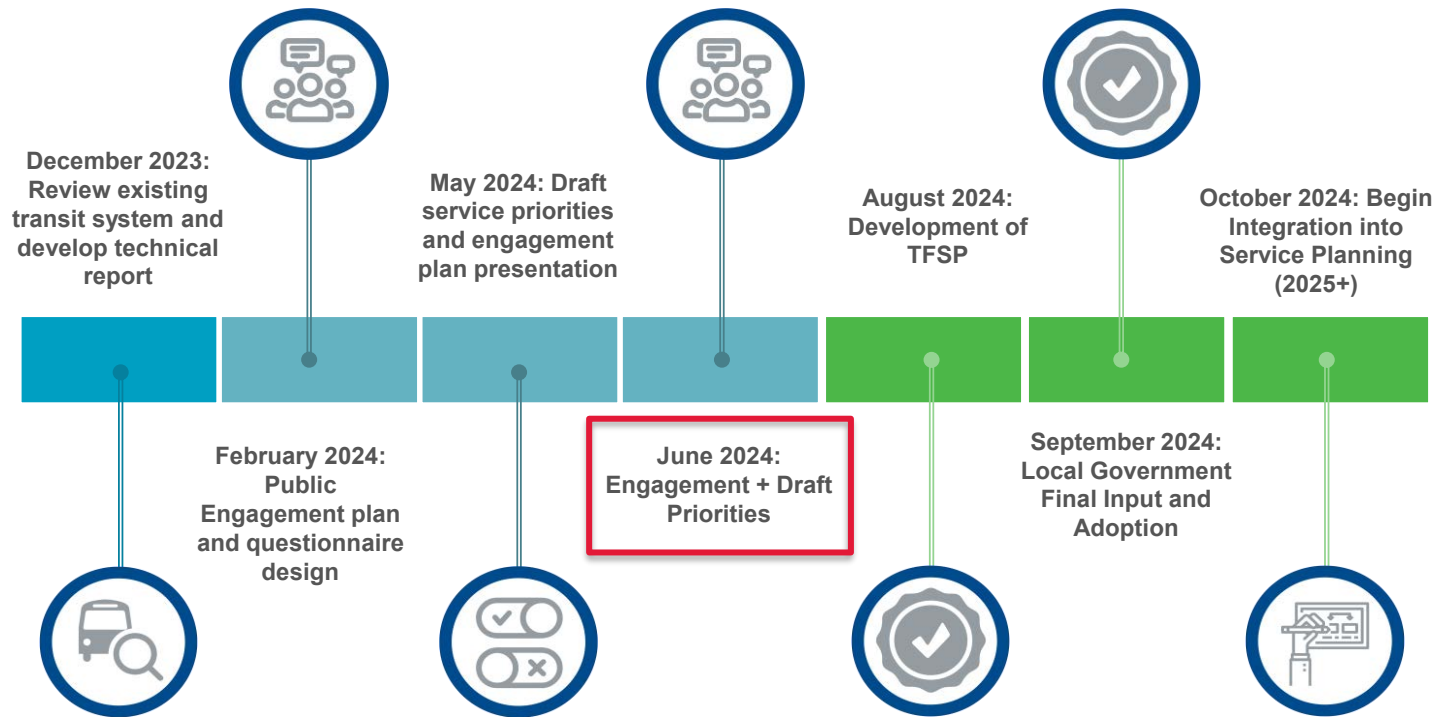 December 2023:
Review existing
transit system and
develop technical
report
February 2024:
Public
Engagement plan
and questionnaire
design
May 2024: Draft
service priorities
and engagement
plan presentation
June 2024:
Engagement + Draft
Priorities
August 2024:
Development of
TFSP
September 2024:
Local Government
Final Input and
Adoption
October 2024: Begin
Integration into
Service Planning
(2025+)